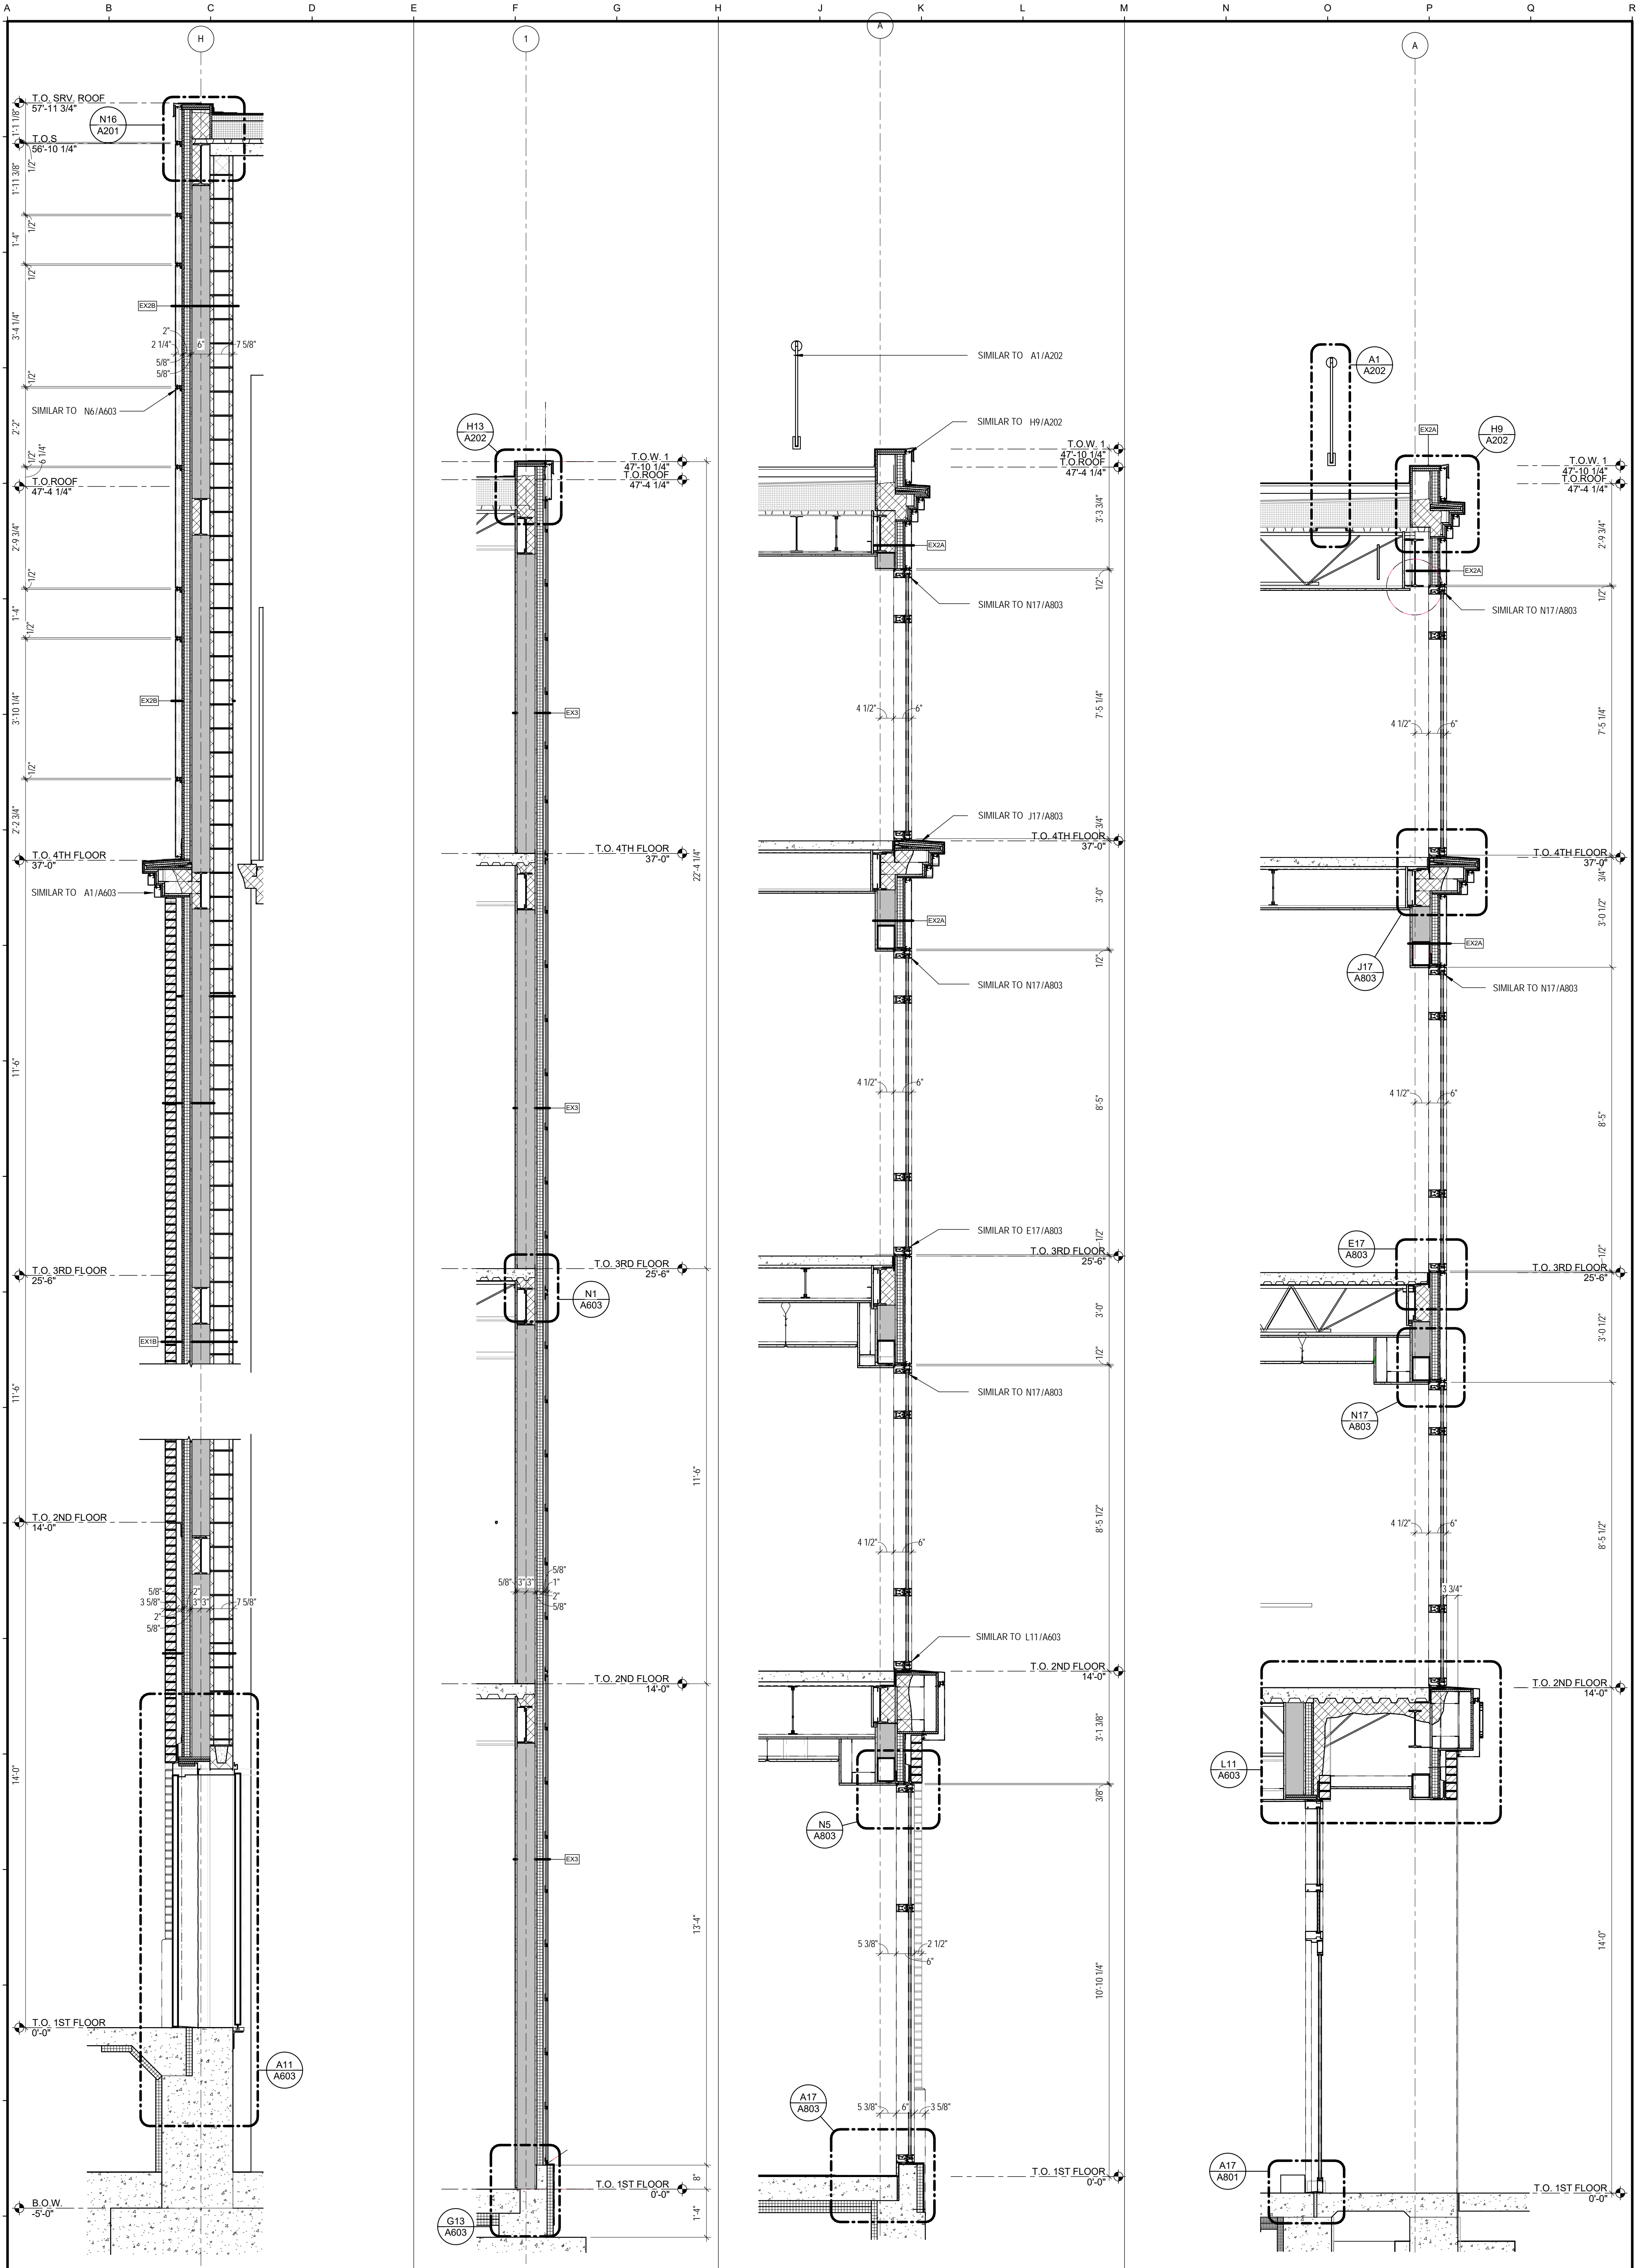 A B C D E F G H J K L M N O P Q R
H
T.O. SRV. ROOF
57'-11 3/4"
N16
A201
1'-1 1/8"
T.O.S
56'-10 1/4"
1/2"
1'-11 3/8"
1/2"
1'-4"
1/2"
EX2B
3'-4 1/4"
2"
2 1/4"
6"
7 5/8"
5/8"
5/8"
1/2"
SIMILAR TO N6/A603
2'-2"
1/2"
6 1/4"
T.O.ROOF
47'-4 1/4"
2'-9 3/4"
1/2"
1'-4"
1/2"
EX2B
3'-10 1/4"
1/2"
2'-2 3/4"
T.O. 4TH FLOOR
37'-0"
SIMILAR TO A1/A603
11'-6"
T.O. 3RD FLOOR
25'-6"
EX1B
11'-6"
T.O. 2ND FLOOR
14'-0"
5/8"
2"
3 5/8"
3"
3"
7 5/8"
2"
5/8"
14'-0"
T.O. 1ST FLOOR
0'-0"
A11
A603
B.O.W.
-5'-0"
1
H13
A202
T.O.W. 1
47'-10 1/4"
T.O.ROOF
47'-4 1/4"
EX3
T.O. 4TH FLOOR
37'-0"
22'-4 1/4"
EX3
T.O. 3RD FLOOR
25'-6"
N1
A603
11'-6"
5/8"
5/8"
3"
3"
1"
2"
5/8"
T.O. 2ND FLOOR
14'-0"
EX3
13'-4"
8"
T.O. 1ST FLOOR
0'-0"
1'-4"
G13
A603
A
SIMILAR TO A1/A202
SIMILAR TO H9/A202
T.O.W. 1
47'-10 1/4"
T.O.ROOF
47'-4 1/4"
3'-3 3/4"
EX2A
1/2"
SIMILAR TO N17/A803
4 1/2"
6"
7'-5 1/4"
SIMILAR TO J17/A803
3/4"
T.O. 4TH FLOOR
37'-0"
3'-0"
EX2A
1/2"
SIMILAR TO N17/A803
4 1/2"
6"
8'-5"
SIMILAR TO E17/A803
1/2"
T.O. 3RD FLOOR
25'-6"
3'-0"
1/2"
SIMILAR TO N17/A803
8'-5 1/2"
4 1/2"
6"
SIMILAR TO L11/A603
T.O. 2ND FLOOR
14'-0"
3'-1 3/8"
3/8"
N5
A803
5 3/8"
2 1/2"
6"
10'-10 1/4"
A17
A803
5 3/8"
6"
3 5/8"
T.O. 1ST FLOOR
0'-0"
A
A1
A202
EX2A
H9
A202
T.O.W. 1
47'-10 1/4"
T.O.ROOF
47'-4 1/4"
2'-9 3/4"
EX2A
1/2"
SIMILAR TO N17/A803
4 1/2"
6"
7'-5 1/4"
T.O. 4TH FLOOR
37'-0"
3/4"
3'-0 1/2"
EX2A
J17
A803
SIMILAR TO N17/A803
4 1/2"
6"
8'-5"
E17
A803
1/2"
T.O. 3RD FLOOR
25'-6"
3'-0 1/2"
N17
A803
4 1/2"
6"
8'-5 1/2"
3 3/4"
T.O. 2ND FLOOR
14'-0"
L11
A603
14'-0"
A17
A801
T.O. 1ST FLOOR
0'-0"